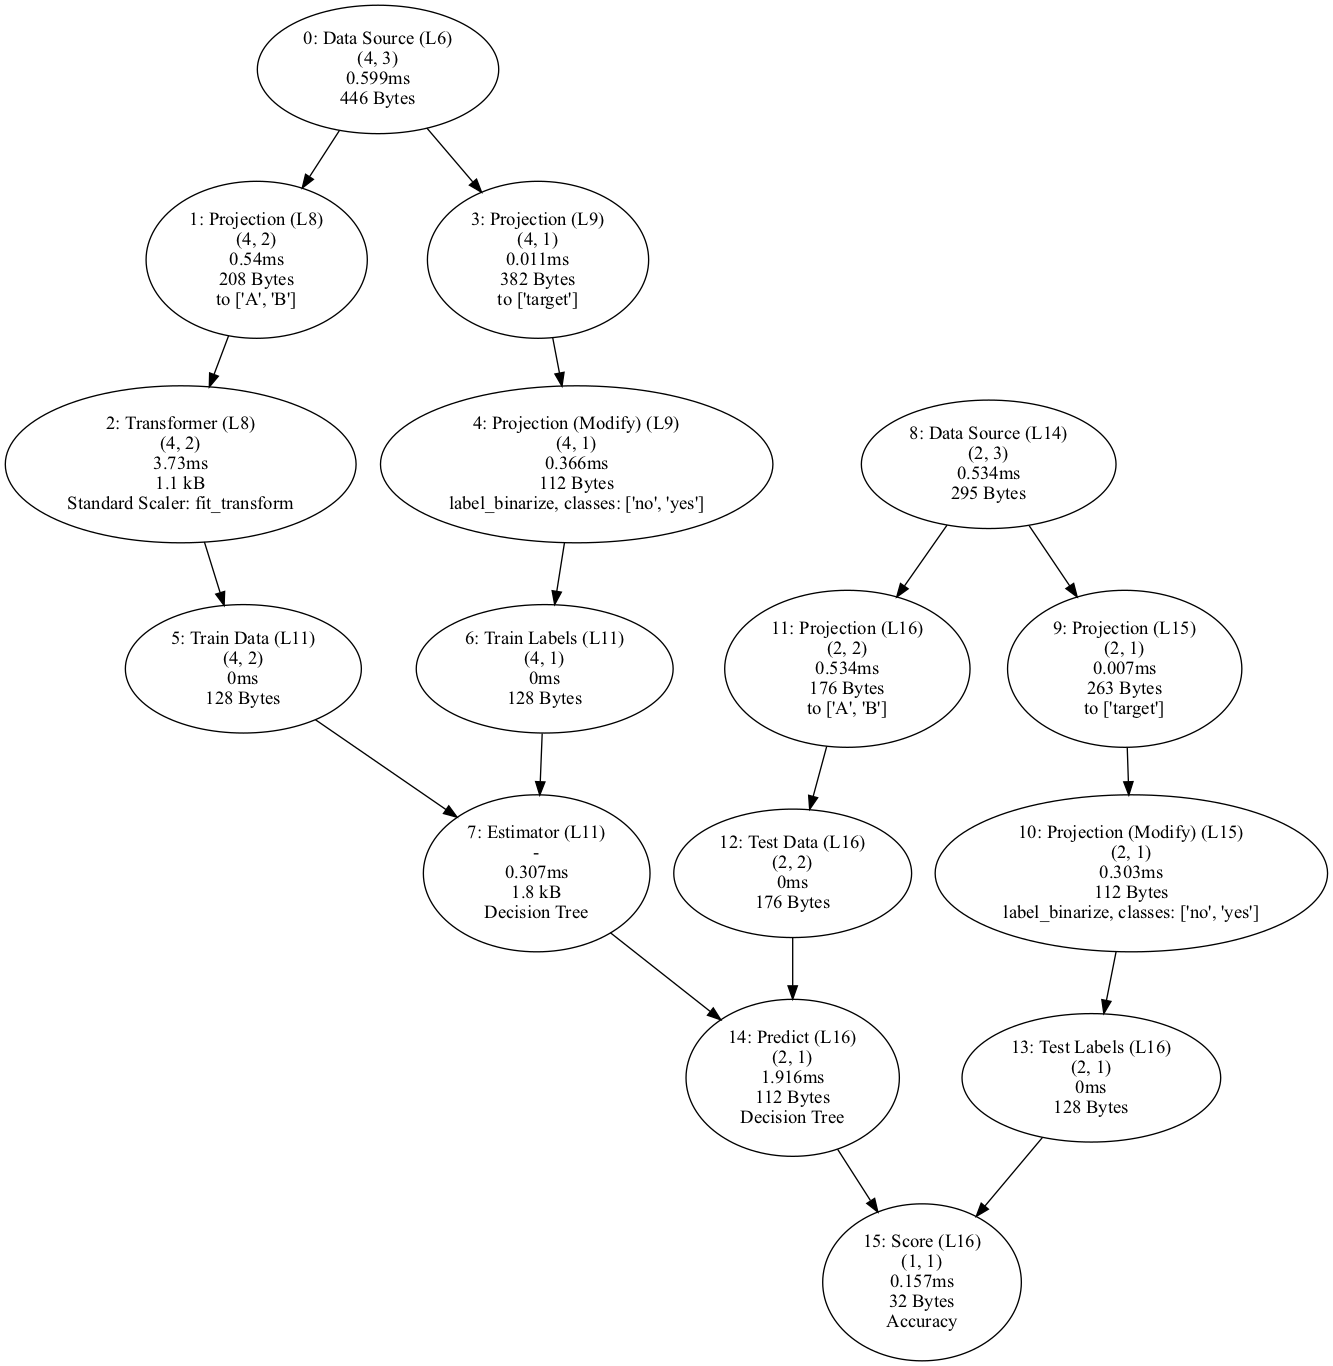 0: Data Source (L6)
(4, 3)
0.599ms
446 Bytes
1: Projection (L8)
(4, 2)
0.54ms
208 Bytes
to ['A', 'B']
3: Projection (L9)
(4, 1)
0.011ms
382 Bytes
to ['target']
2: Transformer (L8)
(4, 2)
3.73ms
1.1 kB
Standard Scaler: fit_transform
4: Projection (Modify) (L9)
(4, 1)
0.366ms
112 Bytes
label_binarize, classes: ['no', 'yes']
8: Data Source (L14)
(2, 3)
0.534ms
295 Bytes
5: Train Data (L11)
(4, 2)
0ms
128 Bytes
6: Train Labels (L11)
(4, 1)
0ms
128 Bytes
11: Projection (L16)
(2, 2)
0.534ms
176 Bytes
to ['A', 'B']
9: Projection (L15)
(2, 1)
0.007ms
263 Bytes
to ['target']
7: Estimator (L11)
-
0.307ms
1.8 kB
Decision Tree
12: Test Data (L16)
(2, 2)
0ms
176 Bytes
10: Projection (Modify) (L15)
(2, 1)
0.303ms
112 Bytes
label_binarize, classes: ['no', 'yes']
14: Predict (L16)
(2, 1)
1.916ms
112 Bytes
Decision Tree
13: Test Labels (L16)
(2, 1)
0ms
128 Bytes
15: Score (L16)
(1, 1)
0.157ms
32 Bytes
Accuracy